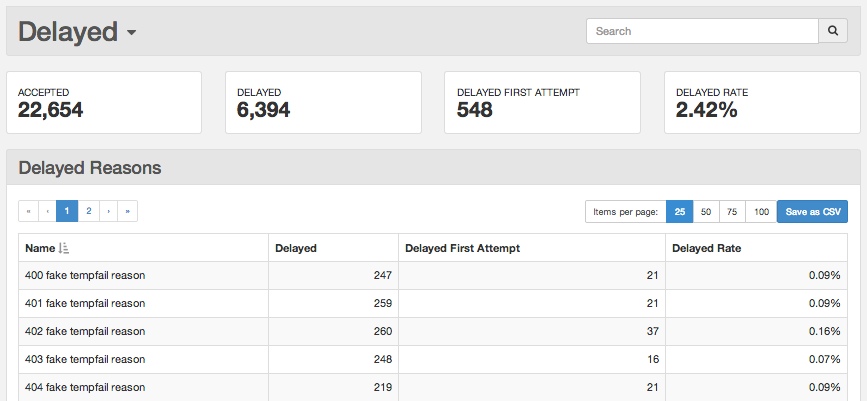 Delayed
Search
ACCEPTED
22,654
DELAYED
6,394
DELAYED FIRST ATTEMPT
548
DELAYED RATE
2.42%
Delayed Reasons
« ‹ 1 2 › »
Items per page: 25 50 75 100 Save as CSV
Name Delayed Delayed First Attempt Delayed Rate
400 fake tempfail reason 247 21 0.09%
401 fake tempfail reason 259 21 0.09%
402 fake tempfail reason 260 37 0.16%
403 fake tempfail reason 248 16 0.07%
404 fake tempfail reason 219 21 0.09%